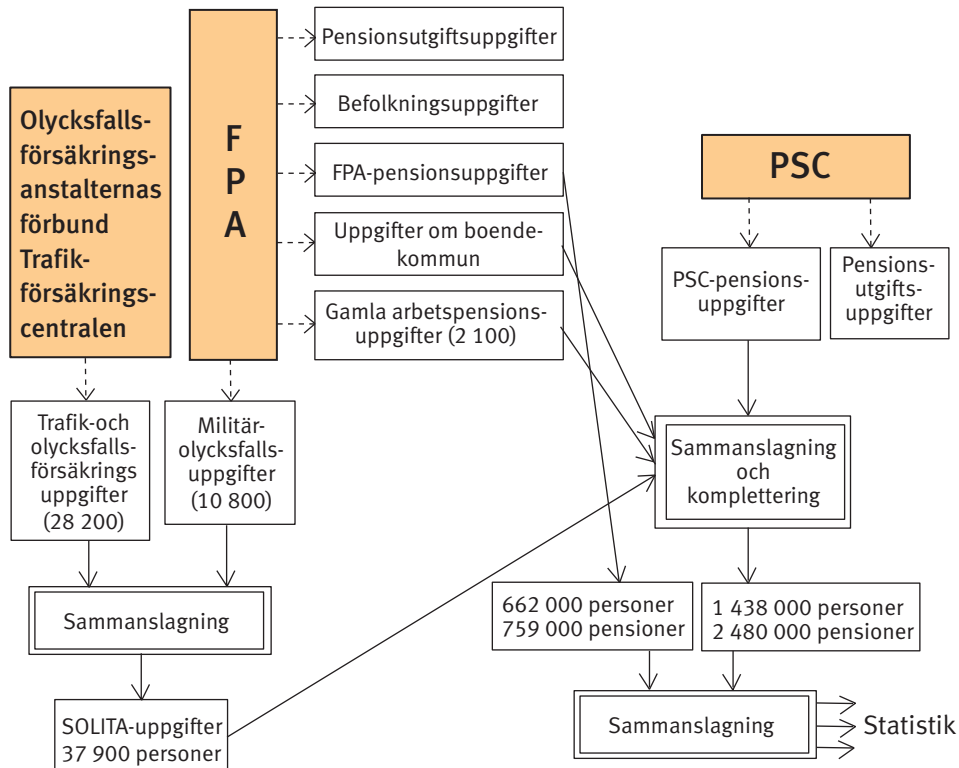 Olycksfalls-
försäkrings-
anstalternas
förbund
Trafik-
försäkrings-
centralen
F
P
A
Pensionsutgiftsuppgifter
Befolkningsuppgifter
FPA-pensionsuppgifter
Uppgifter om boende-
kommun
Gamla arbetspensions-
uppgifter (2 100)
PSC
PSC-pensions-
uppgifter
Pensions-
utgifts-
uppgifter
Trafik-och
olycksfalls-
försäkrings
uppgifter
(28 200)
Militär-
olycksfalls-
uppgifter
(10 800)
Sammanslagning
och
komplettering
Sammanslagning
662 000 personer
759 000 pensioner
1 438 000 personer
2 480 000 pensioner
SOLITA-uppgifter
37 900 personer
Sammanslagning
Statistik